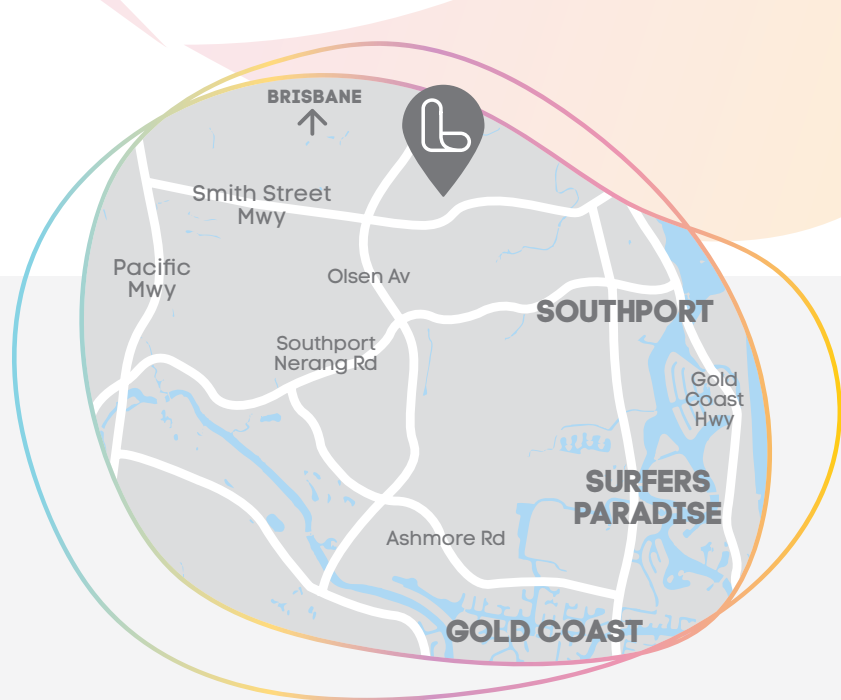 BRISBANE
Smith Street
Mwy
Pacific
Mwy
Olsen Av
SOUTHPORT
Southport
Nerang Rd
Gold
Coast
Hwy
SURFERS
PARADISE
Ashmore Rd
GOLD COAST